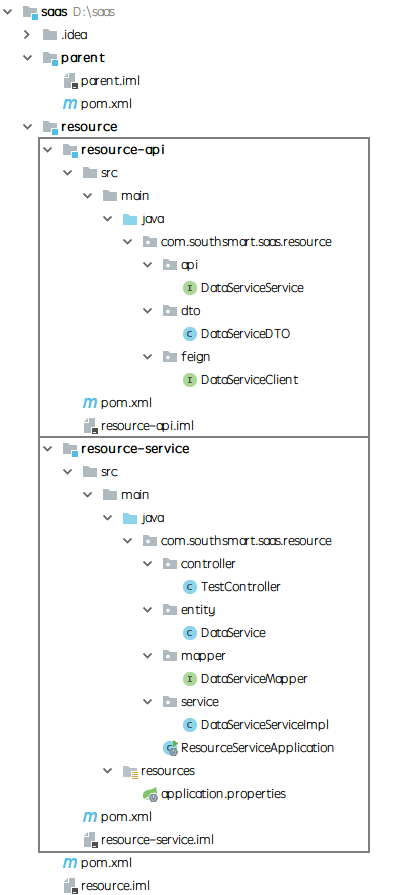 saas D:\saas
.idea
parent
parent.iml
pom.xml
resource
resource-api
src
main
java
com.southsmart.saas.resource
api
DataServiceService
dto
DataServiceDTO
feign
DataServiceClient
pom.xml
resource-api.iml
resource-service
src
main
java
com.southsmart.saas.resource
controller
TestController
entity
DataService
mapper
DataServiceMapper
service
DataServiceServiceImpl
ResourceServiceApplication
resources
application.properties
pom.xml
resource-service.iml
pom.xml
resource.iml